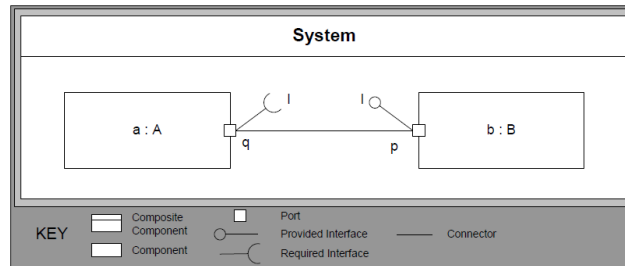 System
I
I
a : A
b : B
q
p
KEY
Composite
Component
Component
Port
Provided Interface
Required Interface
Connector